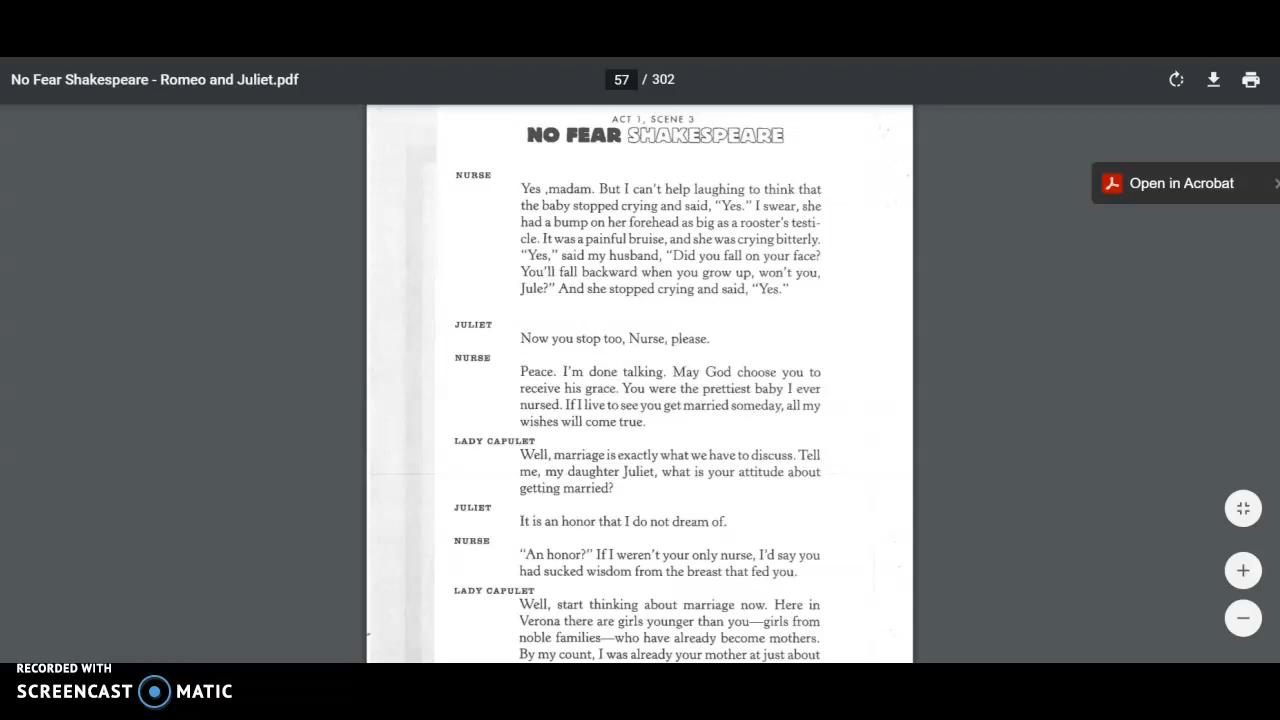 No Fear Shakespeare - Romeo and Juliet.pdf
57 / 302
ACT 1, SCENE 3
NO FEAR SHAKESPEARE
Open in Acrobat
NURSE
Yes ,madam. But I can't help laughing to think that
the baby stopped crying and said, “Yes.” I swear, she
had a bump on her forehead as big as a rooster's testi-
cle. It was a painful bruise, and she was crying bitterly.
“Yes,” said my husband, “Did you fall on your face?
You'll fall backward when you grow up, won't you,
Jule?” And she stopped crying and said, “Yes.”
JULIET
Now you stop too, Nurse, please.
NURSE
Peace. I'm done talking. May God choose you to
receive his grace. You were the prettiest baby I ever
nursed. If I live to see you get married someday, all my
wishes will come true.
LADY CAPULET
Well, marriage is exactly what we have to discuss. Tell
me, my daughter Juliet, what is your attitude about
getting married?
JULIET
It is an honor that I do not dream of.
NURSE
“An honor?” If I weren't your only nurse, I'd say you
had sucked wisdom from the breast that fed you.
LADY CAPULET
Well, start thinking about marriage now. Here in
Verona there are girls younger than you—girls from
noble families—who have already become mothers.
By my count, I was already your mother at just about
RECORDED WITH
SCREENCAST MATIC